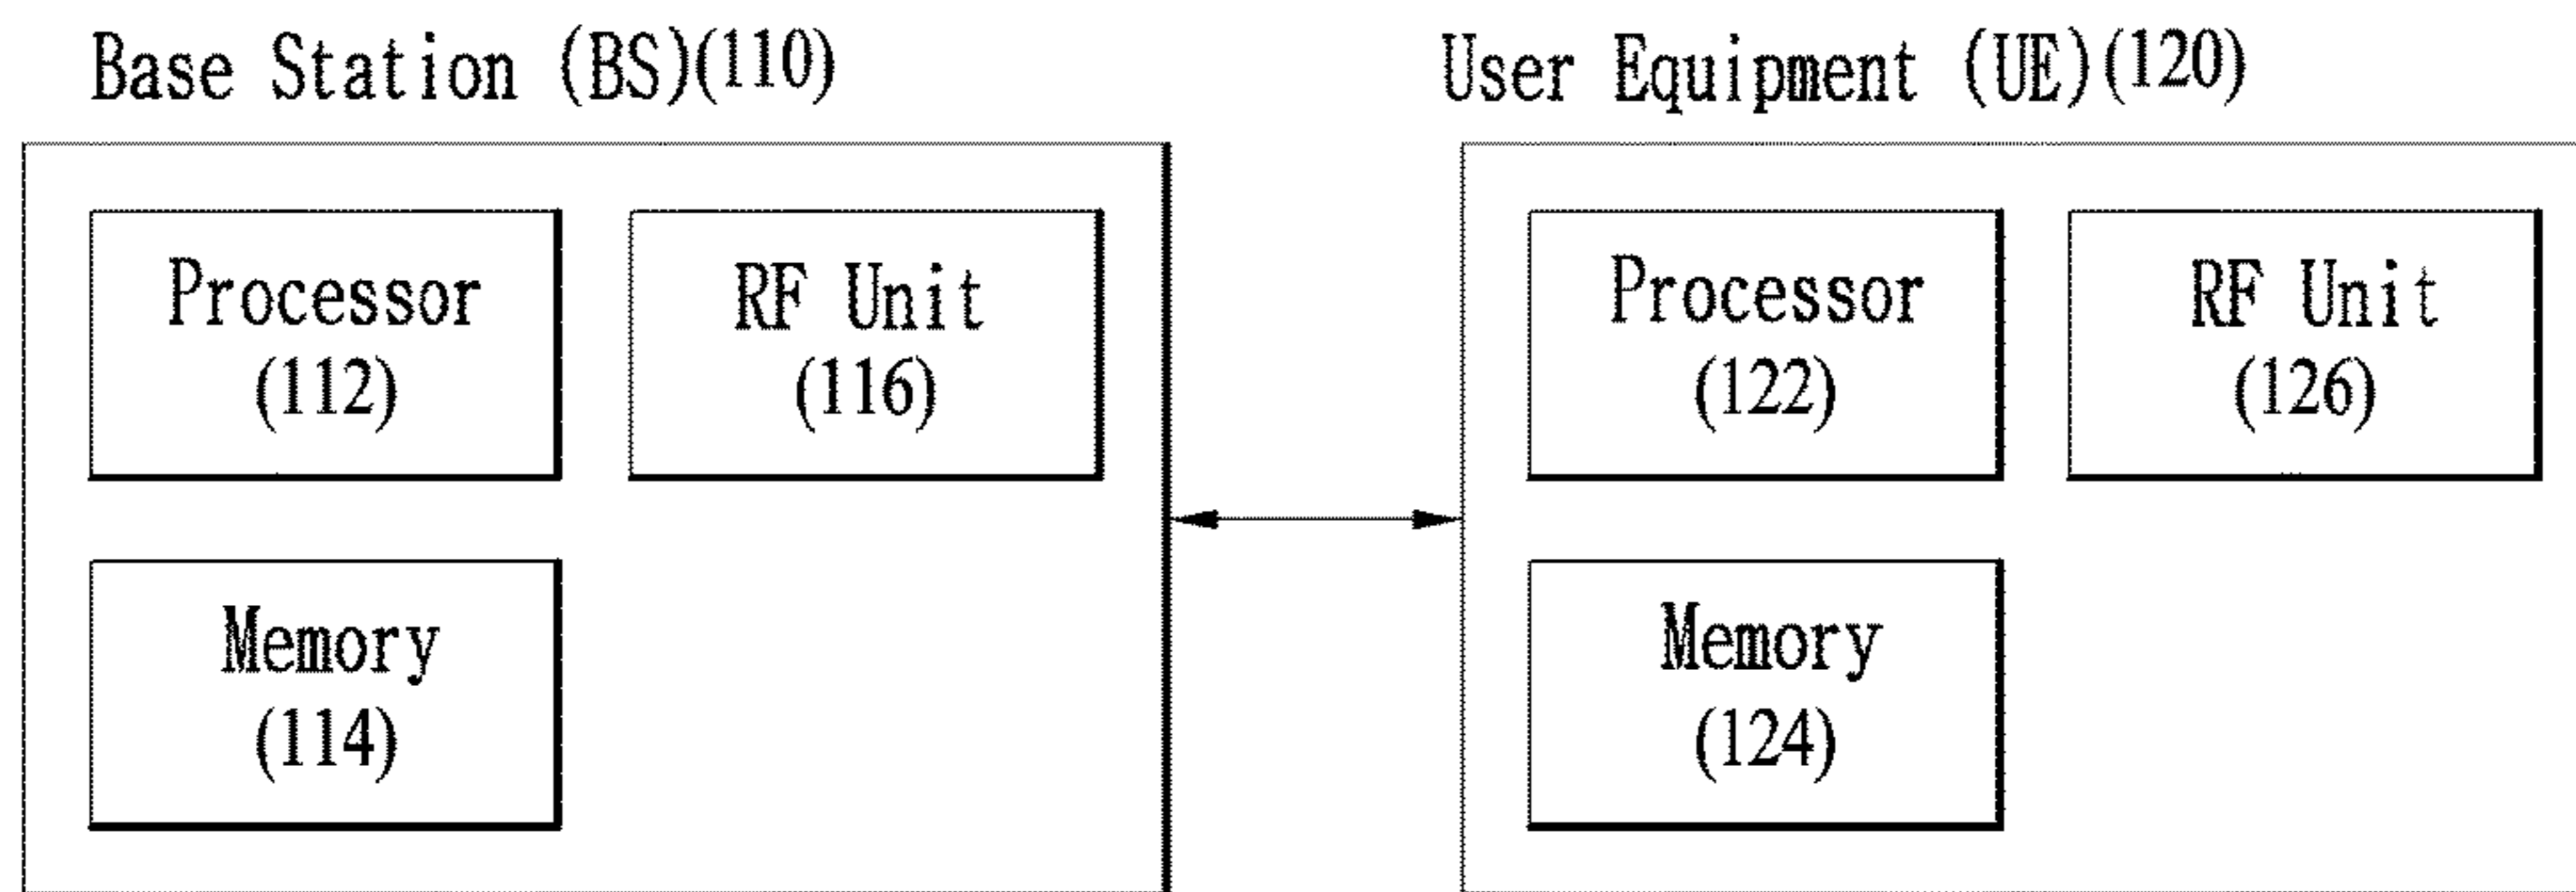 Base Station (BS)(110)
User Equipment (UE)(120)
Processor
(112)
RF Unit
(116)
Memory
(114)
Processor
(122)
RF Unit
(126)
Memory
(124)